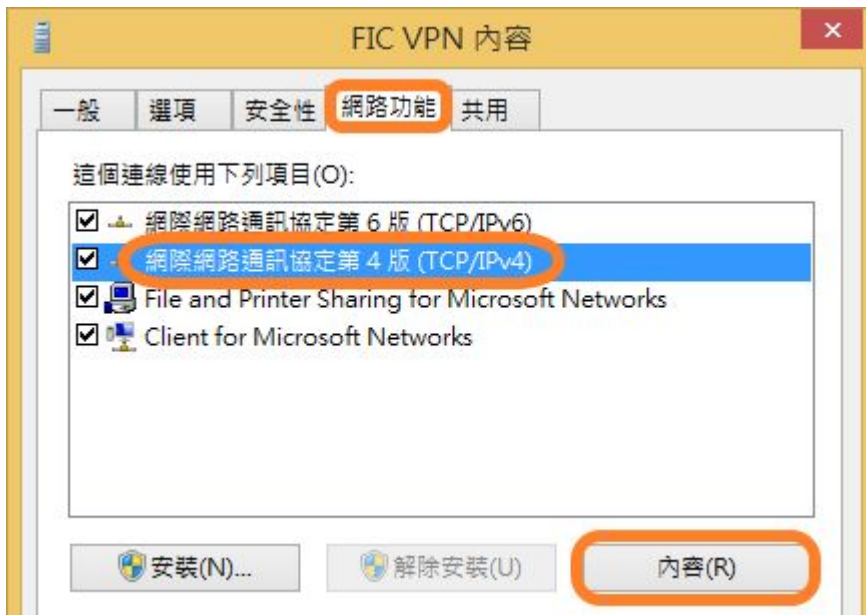 FIC VPN 內容
一般 選項 安全性 網路功能 共用
這個連線使用下列項目(O):
網際網路通訊協定第 6 版 (TCP/IPv6)
網際網路通訊協定第 4 版 (TCP/IPv4)
File and Printer Sharing for Microsoft Networks
Client for Microsoft Networks
安裝(N)... 解除安裝(U) 內容(R)